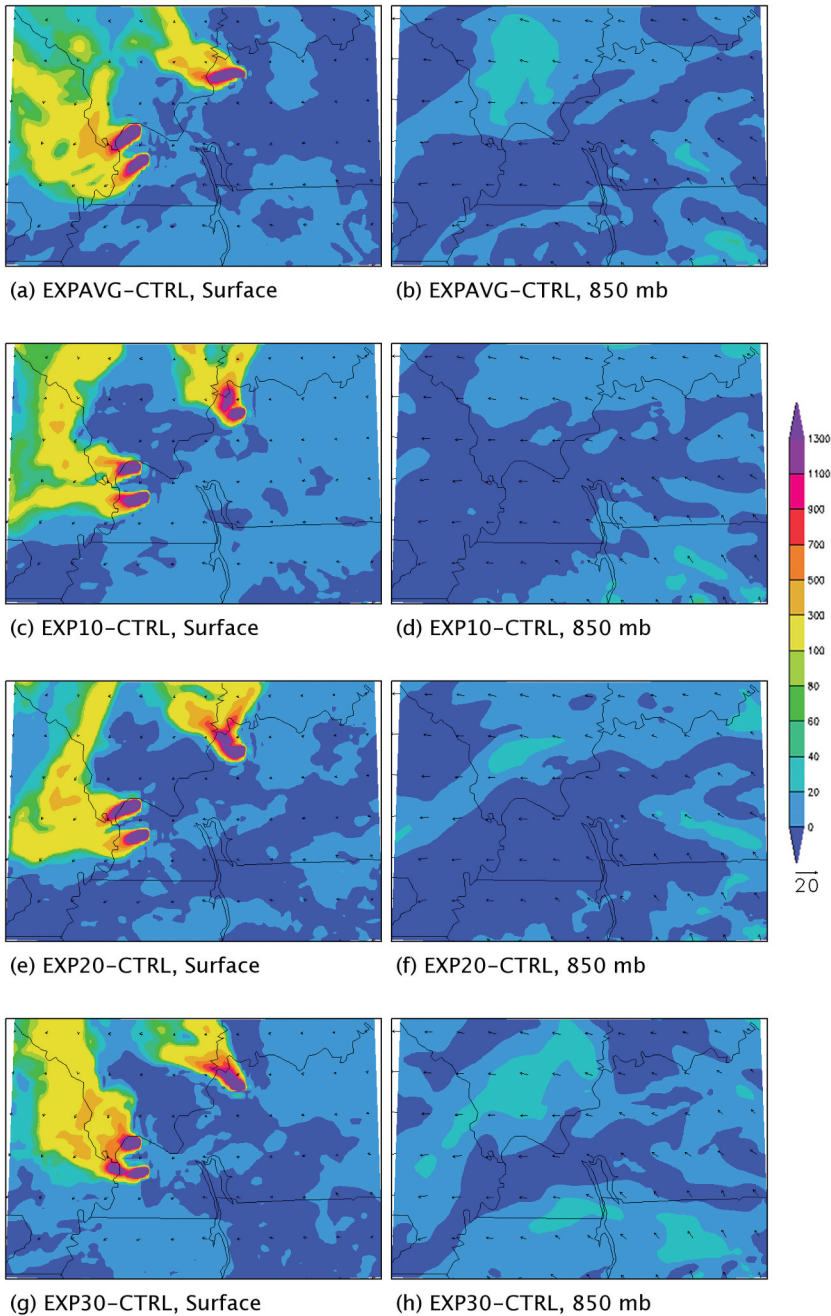 (a) EXPAVG-CTRL, Surface
(b) EXPAVG-CTRL, 850 mb
(c) EXP10-CTRL, Surface
(d) EXP10-CTRL, 850 mb
1300
1100
900
700
500
300
100
80
60
40
20
0
20
(e) EXP20-CTRL, Surface
(f) EXP20-CTRL, 850 mb
(g) EXP30-CTRL, Surface
(h) EXP30-CTRL, 850 mb